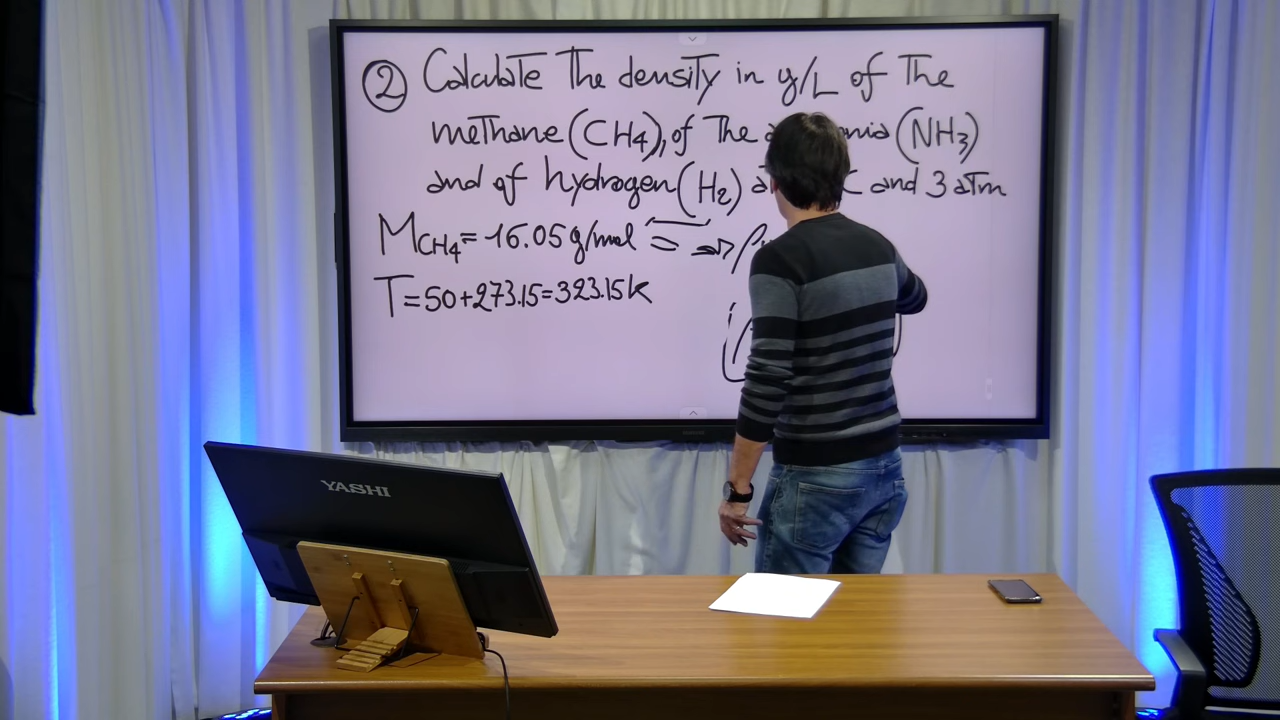 ② Calculate the density in g/L of the
methane (CH4), of the (NH3)
and of hydrogen (H2) and 3 atm
MCH4 = 16.05 g/mol =
T = 50 + 273.15 = 323.15 K
YASHI